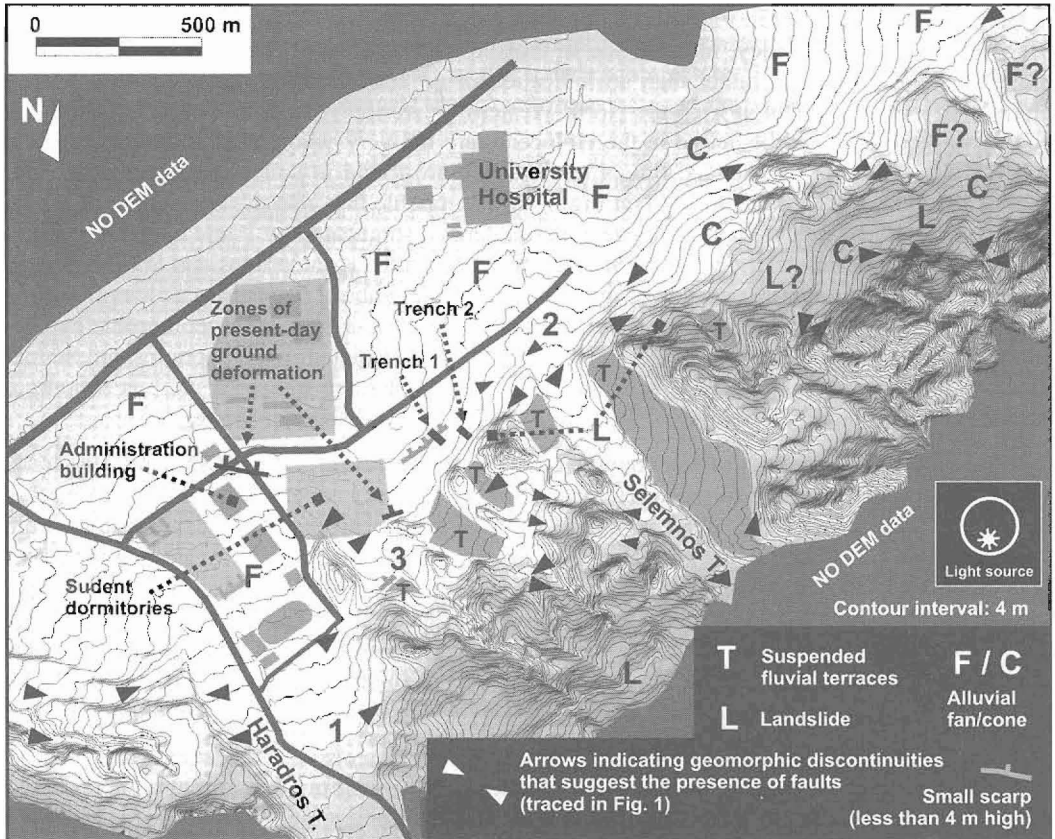 0 500 m
N
NO DEM data
F
F
F?
F?
C
C
C
L
C
L?
University
Hospital
F
F
F
Zones of
present-day
ground
deformation
Trench 2
Trench 1
2
T
T
T
T
T
L
F
Administration
building
Selemnos T.
NO DEM data
3
T
F
Sudent
dormitories
L
1
Haradros T.
Light source
Contour interval: 4 m
T Suspended
fluvial terraces
F / C
Alluvial
fan/cone
L Landslide
Arrows indicating geomorphic discontinuities
that suggest the presence of faults
(traced in Fig. 1)
Small scarp
(less than 4 m high)